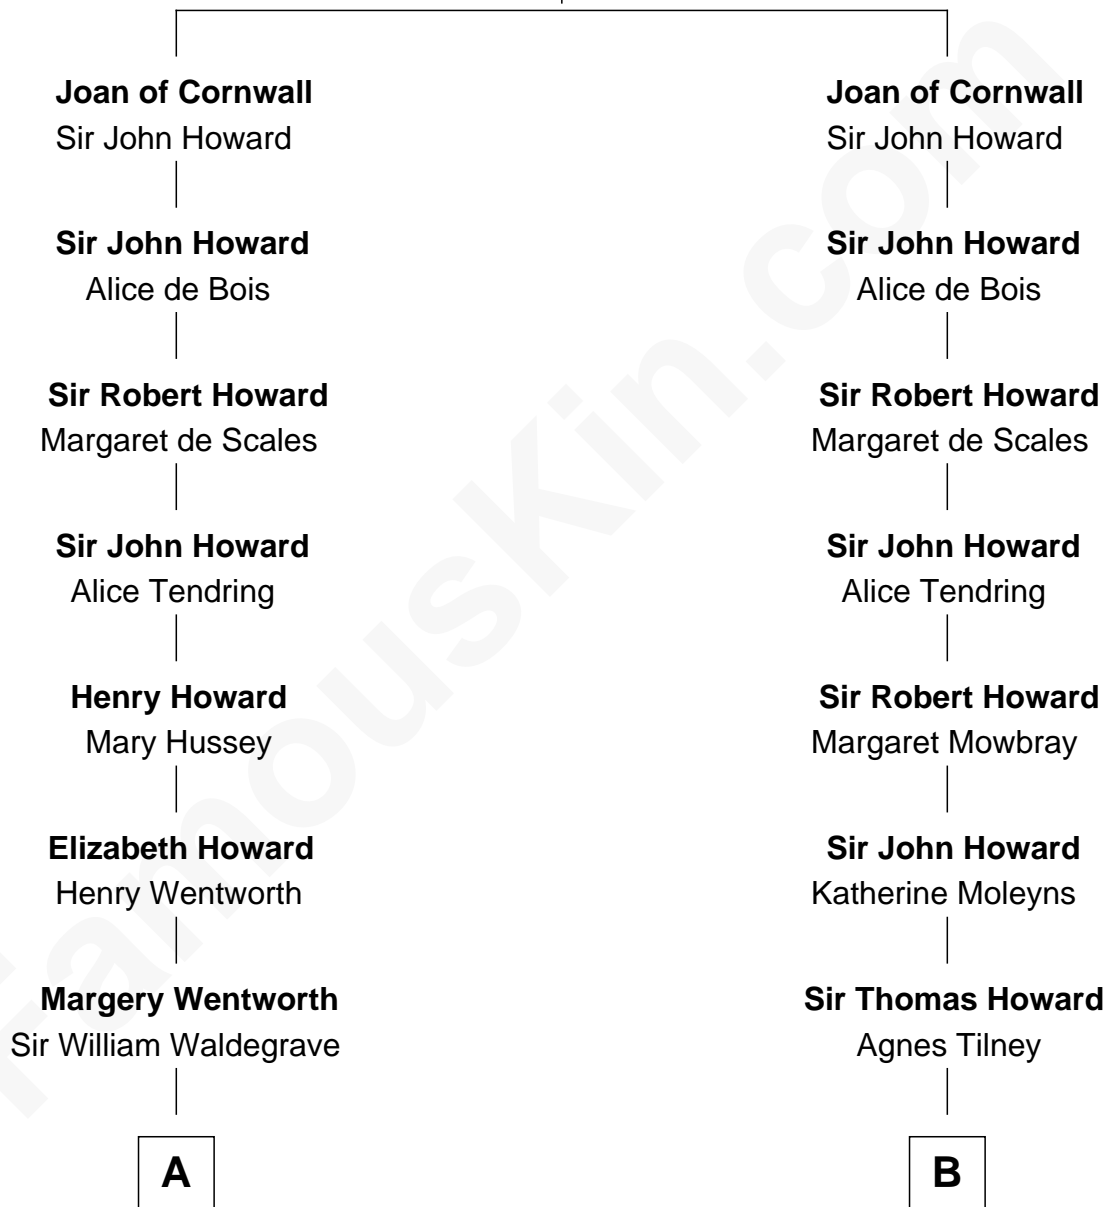 Joan of Cornwall
Sir John Howard
Sir John Howard
Alice de Bois
Sir Robert Howard
Margaret de Scales
Sir John Howard
Alice Tendring
Henry Howard
Mary Hussey
Elizabeth Howard
Henry Wentworth
Margery Wentworth
Sir William Waldegrave
A
Joan of Cornwall
Sir John Howard
Sir John Howard
Alice de Bois
Sir Robert Howard
Margaret de Scales
Sir John Howard
Alice Tendring
Sir Robert Howard
Margaret Mowbray
Sir John Howard
Katherine Moleyns
Sir Thomas Howard
Agnes Tilney
B
FamousKin.com